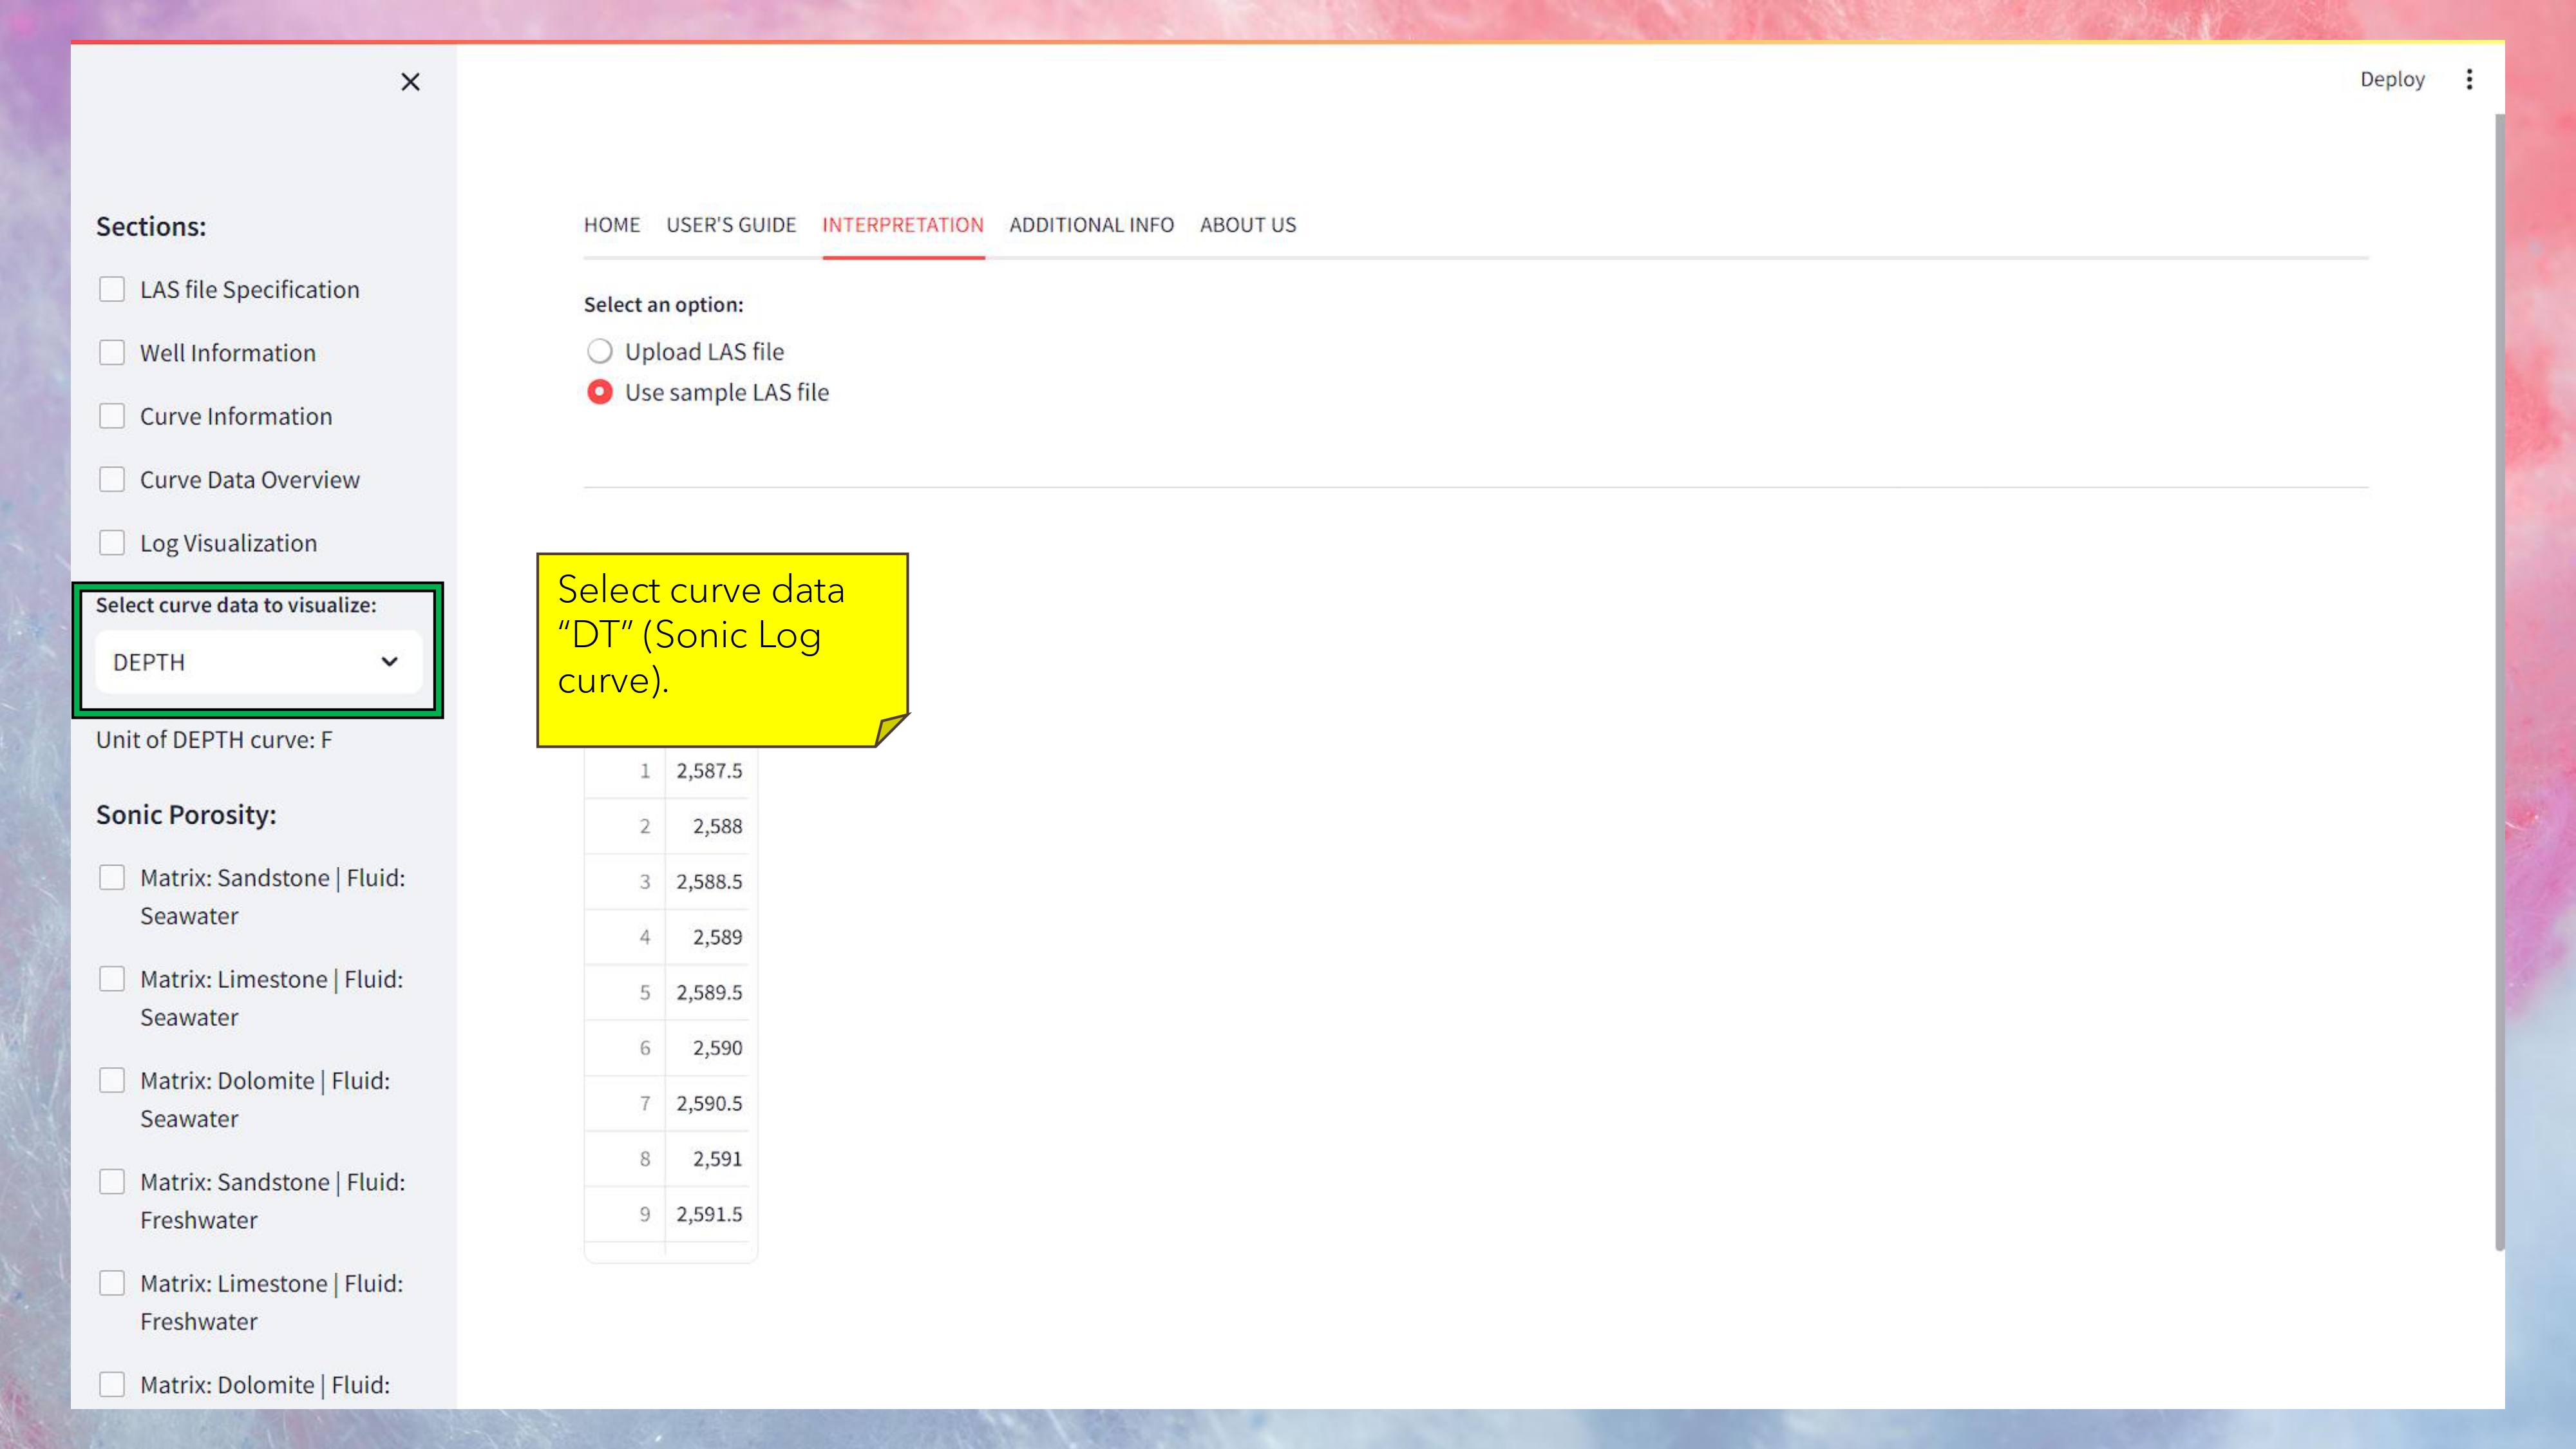 Deploy
Sections:
LAS file Specification
Well Information
Curve Information
Curve Data Overview
Log Visualization
Select curve data to visualize:
DEPTH
Unit of DEPTH curve: F
Sonic Porosity:
Matrix: Sandstone | Fluid:
Seawater
Matrix: Limestone | Fluid:
Seawater
Matrix: Dolomite | Fluid:
Seawater
Matrix: Sandstone | Fluid:
Freshwater
Matrix: Limestone | Fluid:
Freshwater
Matrix: Dolomite | Fluid:
HOME USER'S GUIDE INTERPRETATION ADDITIONAL INFO ABOUT US
Select an option:
Upload LAS file
Use sample LAS file
Select curve data
“DT” (Sonic Log
curve).
1 2,587.5
2 2,588
3 2,588.5
4 2,589
5 2,589.5
6 2,590
7 2,590.5
8 2,591
9 2,591.5